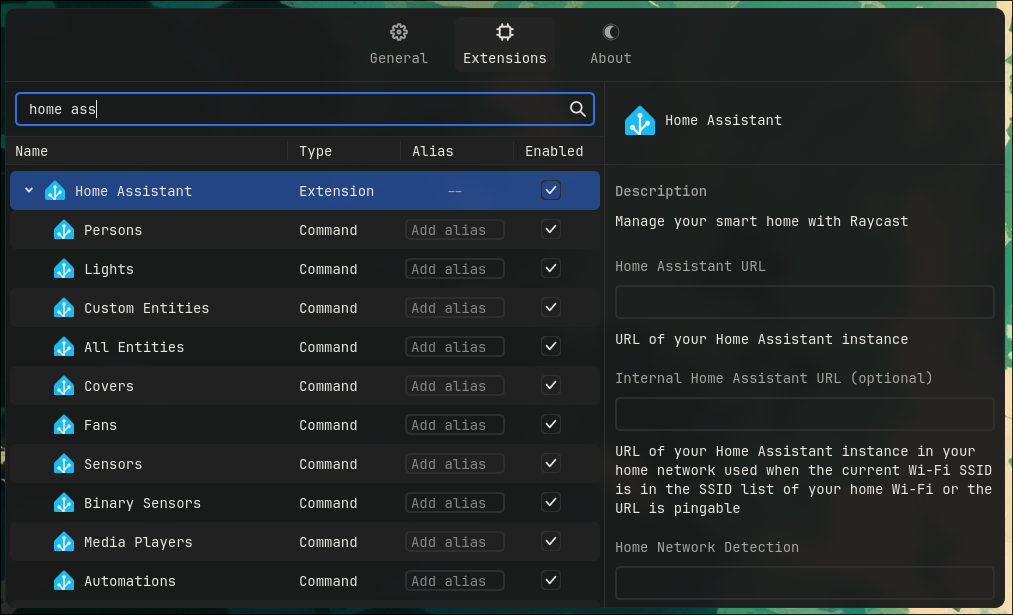 General
Extensions
About
home ass
Name Type Alias Enabled
Home Assistant Extension --
Persons Command Add alias
Lights Command Add alias
Custom Entities Command Add alias
All Entities Command Add alias
Covers Command Add alias
Fans Command Add alias
Sensors Command Add alias
Binary Sensors Command Add alias
Media Players Command Add alias
Automations Command Add alias
Home Assistant
Description
Manage your smart home with Raycast
Home Assistant URL
URL of your Home Assistant instance
Internal Home Assistant URL (optional)
URL of your Home Assistant instance in your
home network used when the current Wi-Fi SSID
is in the SSID list of your home Wi-Fi or the
URL is pingable
Home Network Detection